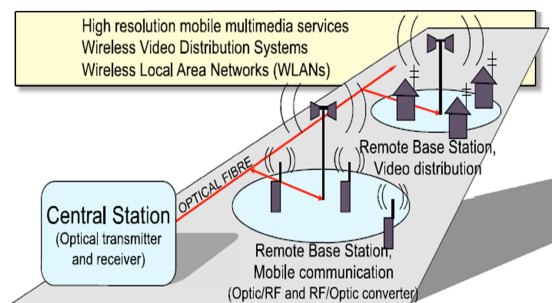 High resolution mobile multimedia services
Wireless Video Distribution Systems
Wireless Local Area Networks (WLANs)
Remote Base Station,
Video distribution
OPTICAL FIBRE
Central Station
(Optical transmitter
and receiver)
Remote Base Station,
Mobile communication
(Optic/RF and RF/Optic converter)